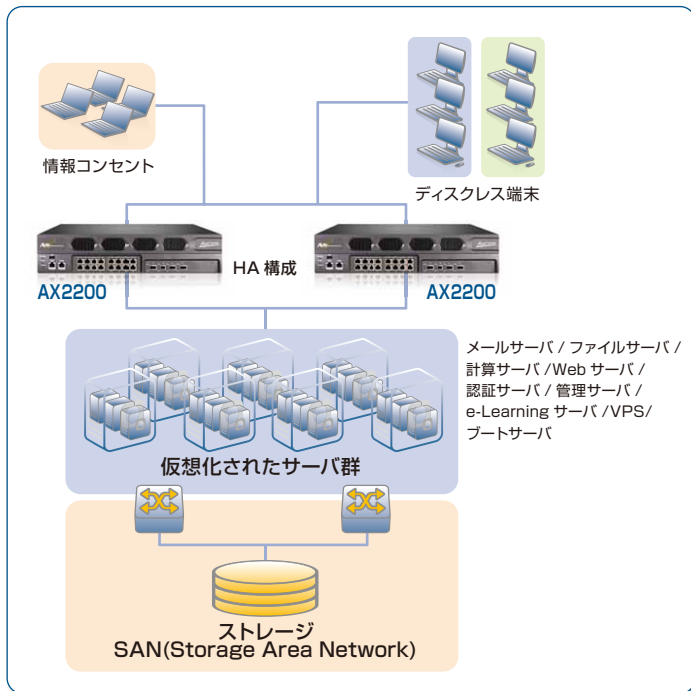 情報コンセント
ディスクレス端末
HA 構成
AX2200
AX2200
メールサーバ / ファイルサーバ /
計算サーバ /Web サーバ /
認証サーバ / 管理サーバ /
e-Learning サーバ /VPS/
ブートサーバ
仮想化されたサーバ群
ストレージ
SAN(Storage Area Network)